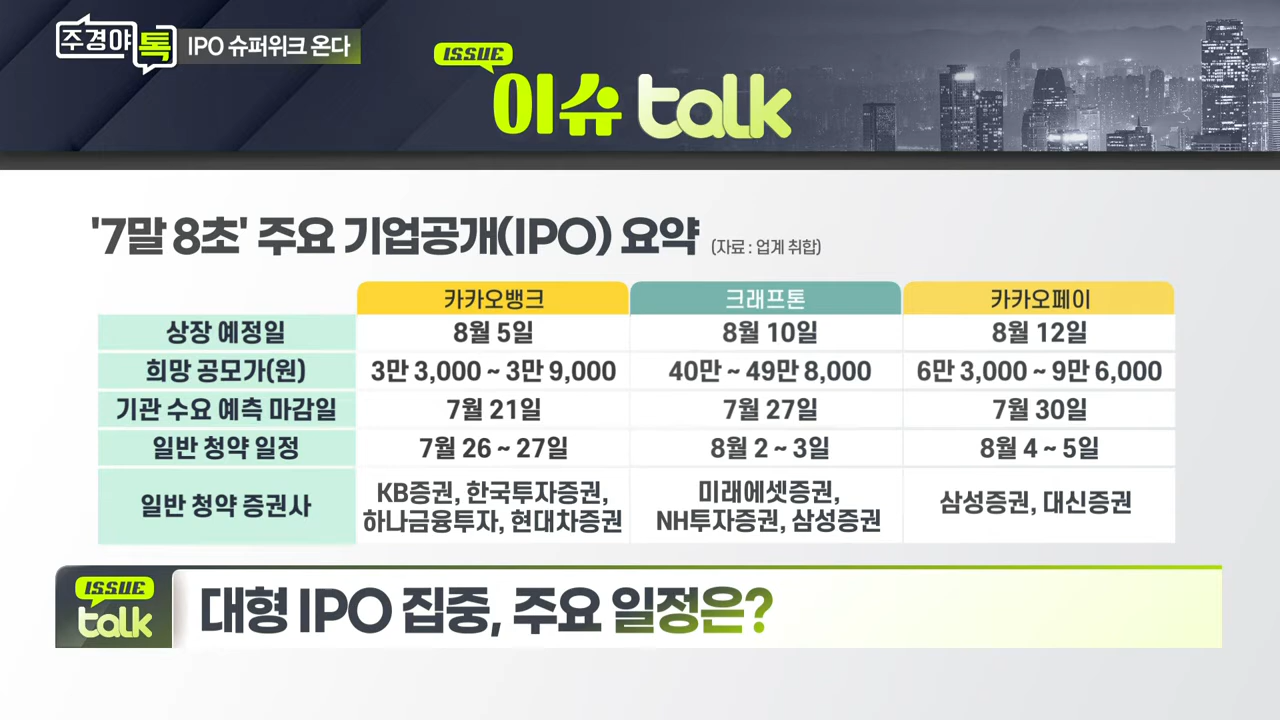 주경야톡 IPO 슈퍼위크 온다
ISSUE
이슈 talk
'7말 8초' 주요 기업공개(IPO) 요약 (자료 : 업계 취합)
카카오뱅크 크래프톤 카카오페이
상장 예정일 8월 5일 8월 10일 8월 12일
희망 공모가(원) 3만 3,000 ~ 3만 9,000 40만 ~ 49만 8,000 6만 3,000 ~ 9만 6,000
기관 수요 예측 마감일 7월 21일 7월 27일 7월 30일
일반 청약 일정 7월 26 ~ 27일 8월 2 ~ 3일 8월 4 ~ 5일
일반 청약 증권사
KB증권, 한국투자증권,
하나금융투자, 현대차증권
미래에셋증권,
NH투자증권, 삼성증권
삼성증권, 대신증권
ISSUE
talk
대형 IPO 집중, 주요 일정은?